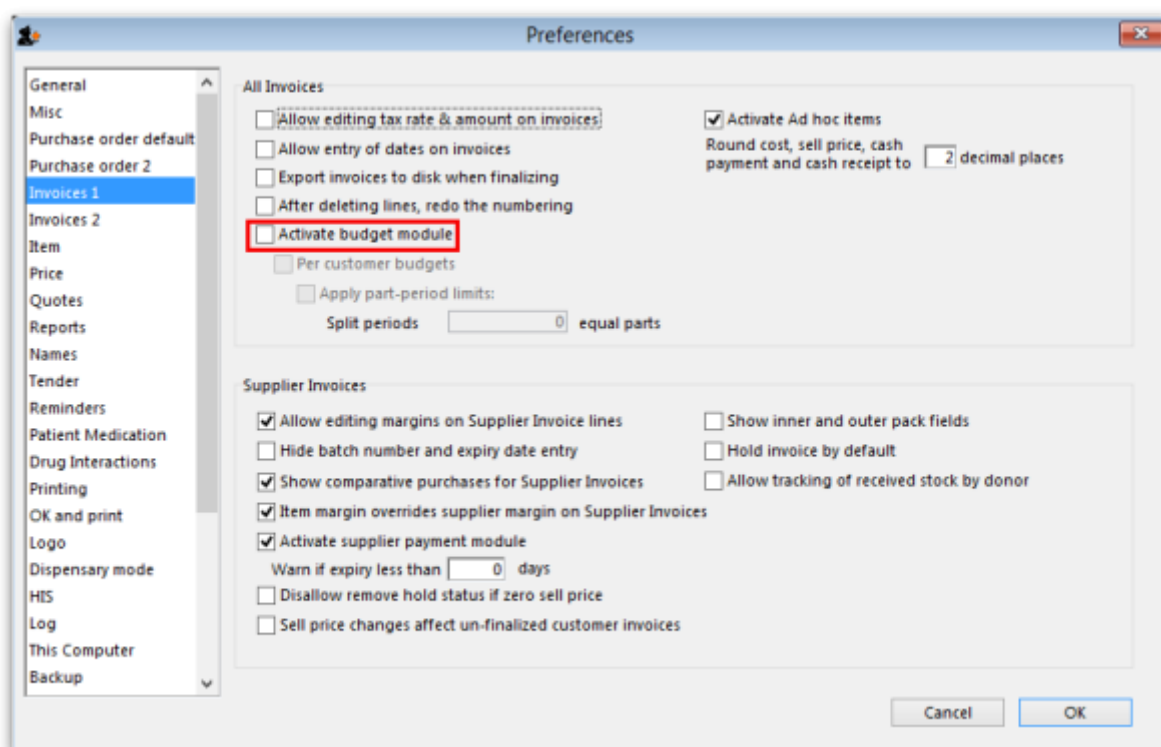 Preferences
General
Misc
Purchase order default
Purchase order 2
Invoices 1
Invoices 2
Item
Price
Quotes
Reports
Names
Tender
Reminders
Patient Medication
Drug Interactions
Printing
OK and print
Logo
Dispensary mode
HIS
Log
This Computer
Backup
All Invoices
Allow editing tax rate & amount on invoices
Allow entry of dates on invoices
Export invoices to disk when finalizing
After deleting lines, redo the numbering
Activate budget module
Per customer budgets
Apply part-period limits:
Split periods 0 equal parts
Activate Ad hoc items
Round cost, sell price, cash
payment and cash receipt to 2 decimal places
Supplier Invoices
Allow editing margins on Supplier Invoice lines
Hide batch number and expiry date entry
Show comparative purchases for Supplier Invoices
Item margin overrides supplier margin on Supplier Invoices
Activate supplier payment module
Warn if expiry less than 0 days
Disallow remove hold status if zero sell price
Sell price changes affect un-finalized customer invoices
Show inner and outer pack fields
Hold invoice by default
Allow tracking of received stock by donor
Cancel
OK